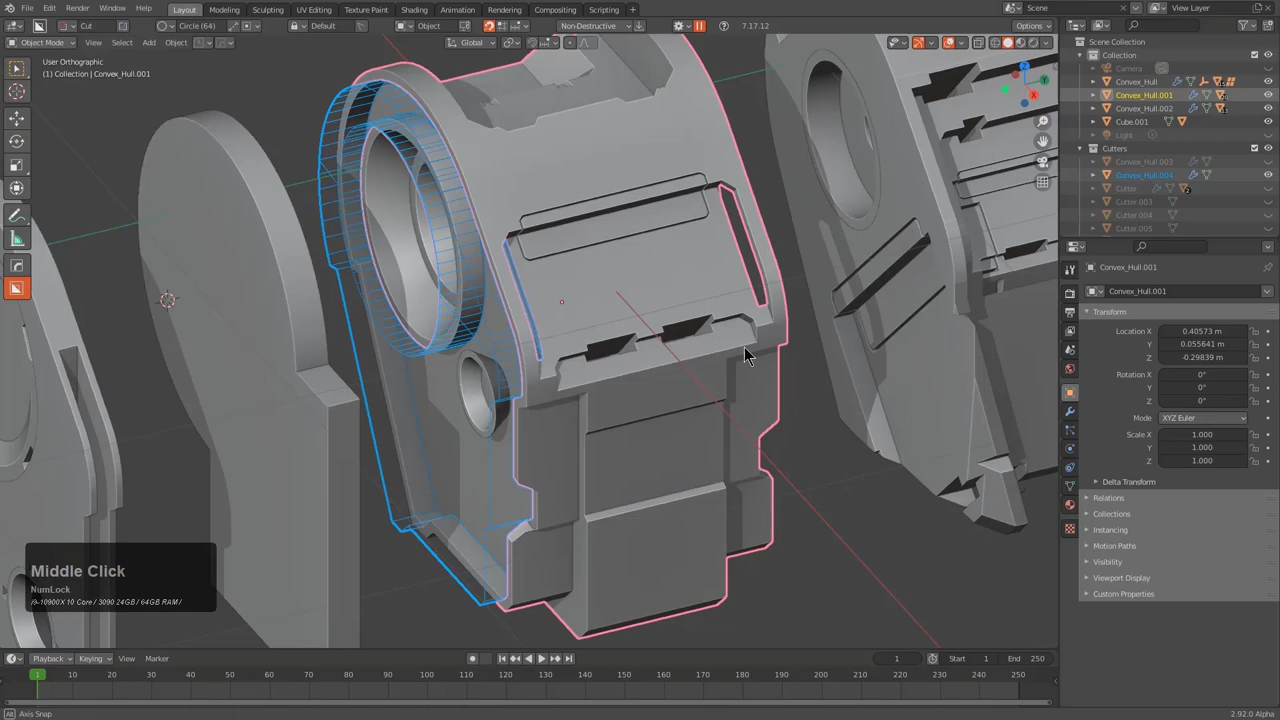 File Edit Render Window Help
Layout Modeling Sculpting UV Editing Texture Paint Shading Animation Rendering Compositing Scripting +
Scene View Layer
Cut Circle (64) Default Object Non-Destructive ? 7.17.12 Options
Object Mode View Select Add Object Global
User Orthographic
(1) Collection | Convex_Hull.001
Scene Collection
Collection
Camera
Convex_Hull
Convex_Hull.001
Convex_Hull.002
Cube.001
Light
Cutters
Convex_Hull.003
Convex_Hull.004
Cutter
Cutter.003
Cutter.004
Cutter.005
Convex_Hull.001
Convex_Hull.001
Transform
Location X 0.40573 m
Y 0.055641 m
Z -0.29839 m
Rotation X 0°
Y 0°
Z 0°
Mode XYZ Euler
Scale X 1.000
Y 1.000
Z 1.000
Delta Transform
Relations
Collections
Instancing
Motion Paths
Visibility
Viewport Display
Custom Properties
Middle Click
NumLock
/i9-10900X 10 Core / 3090 24GB / 64GB RAM /
Playback Keying View Marker 1 Start 1 End 250
1 10 20 30 40 50 60 70 80 90 100 110 120 130 140 150 160 170 180 190 200 210 220 230 240 250
Axis Snap 2.92.0 Alpha